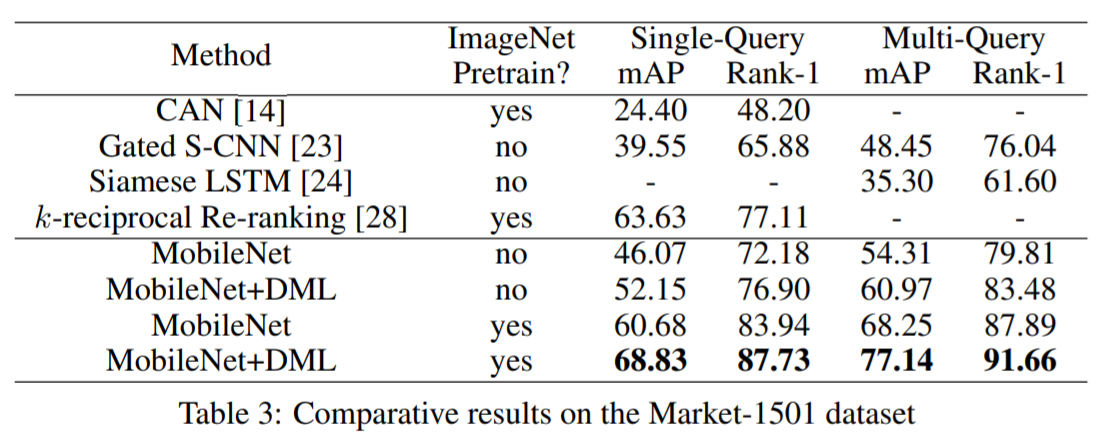 Method ImageNet Pretrain? Single-Query Multi-Query
mAP Rank-1 mAP Rank-1
CAN [14] yes 24.40 48.20 - -
Gated S-CNN [23] no 39.55 65.88 48.45 76.04
Siamese LSTM [24] no - - 35.30 61.60
k-reciprocal Re-ranking [28] yes 63.63 77.11 - -
MobileNet no 46.07 72.18 54.31 79.81
MobileNet+DML no 52.15 76.90 60.97 83.48
MobileNet yes 60.68 83.94 68.25 87.89
MobileNet+DML yes 68.83 87.73 77.14 91.66
Table 3: Comparative results on the Market-1501 dataset